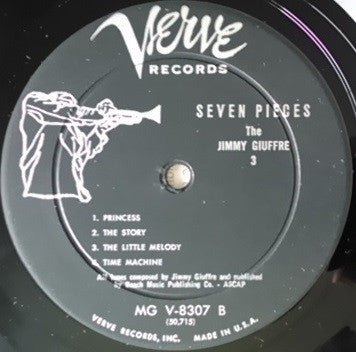 Verve
RECORDS
SEVEN PIECES
The
JIMMY GIUFFRE
3
1. PRINCESS
2. THE STORY
3. THE LITTLE MELODY
4. TIME MACHINE
All tunes composed by Jimmy Giuffre and published
by Beach Music Publishing Co. - ASCAP
MG V-8307 B
(50,715)
VERVE RECORDS, INC. MADE IN U.S.A.